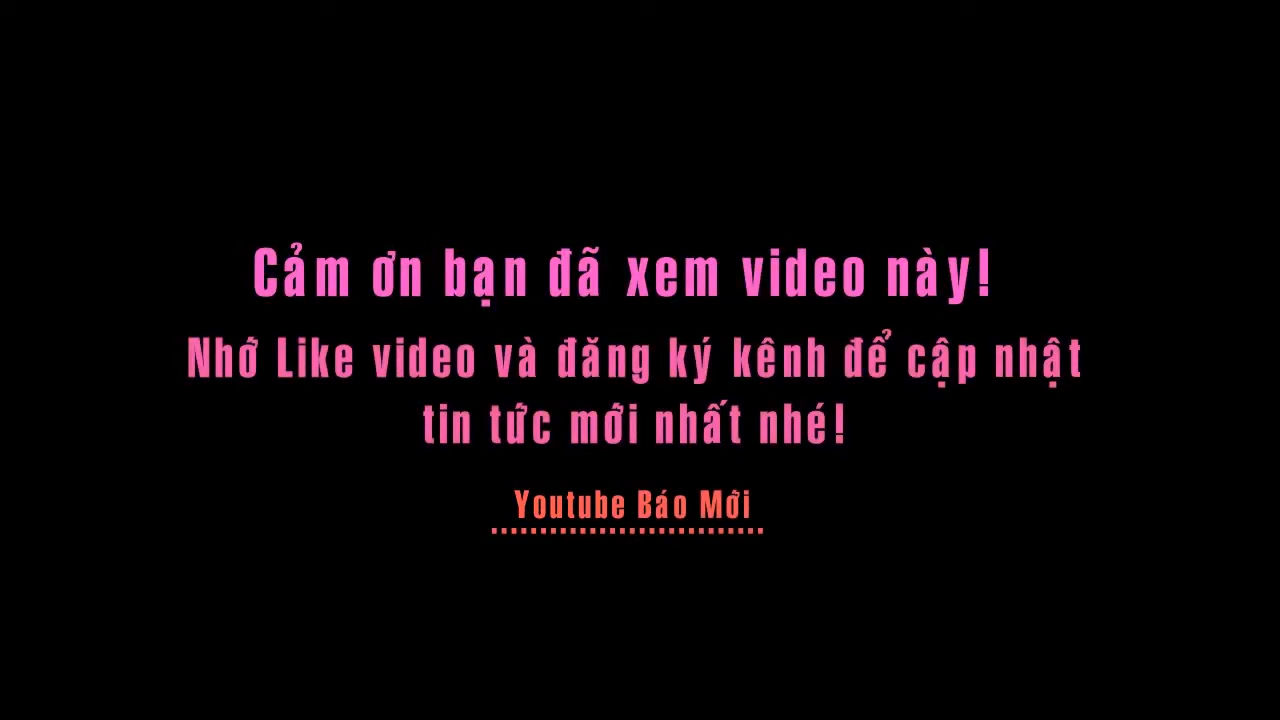 Cảm ơn bạn đã xem video này!
Nhớ Like video và đăng ký kênh để cập nhật
tin tức mới nhất nhé!
Youtube Báo Mới